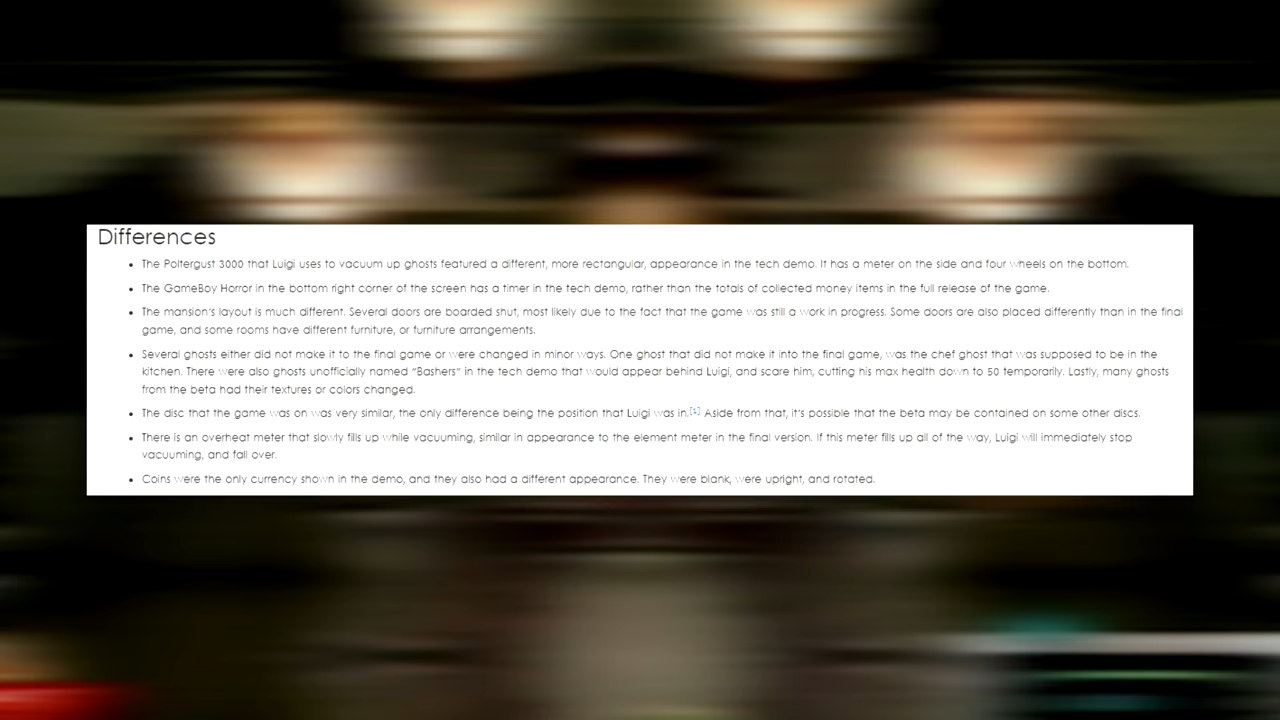 Differences
• The Poltergust 3000 that Luigi uses to vacuum up ghosts featured a different, more rectangular, appearance in the tech demo. It has a meter on the side and four wheels on the bottom.
• The GameBoy Horror in the bottom right corner of the screen has a timer in the tech demo, rather than the totals of collected money items in the full release of the game.
• The mansion's layout is much different. Several doors are boarded shut, most likely due to the fact that the game was still a work in progress. Some doors are also placed differently than in the final
game, and some rooms have different furniture, or furniture arrangements.
• Several ghosts either did not make it to the final game or were changed in minor ways. One ghost that did not make it into the final game, was the chef ghost that was supposed to be in the
kitchen. There were also ghosts unofficially named "Bashers" in the tech demo that would appear behind Luigi, and scare him, cutting his max health down to 50 temporarily. Lastly, many ghosts
from the beta had their textures or colors changed.
• The disc that the game was on was very similar, the only difference being the position that Luigi was in.[1] Aside from that, it's possible that the beta may be contained on some other discs.
• There is an overheat meter that slowly fills up while vacuuming, similar in appearance to the element meter in the final version. If this meter fills up all of the way, Luigi will immediately stop
vacuuming, and fall over.
• Coins were the only currency shown in the demo, and they also had a different appearance. They were blank, were upright, and rotated.